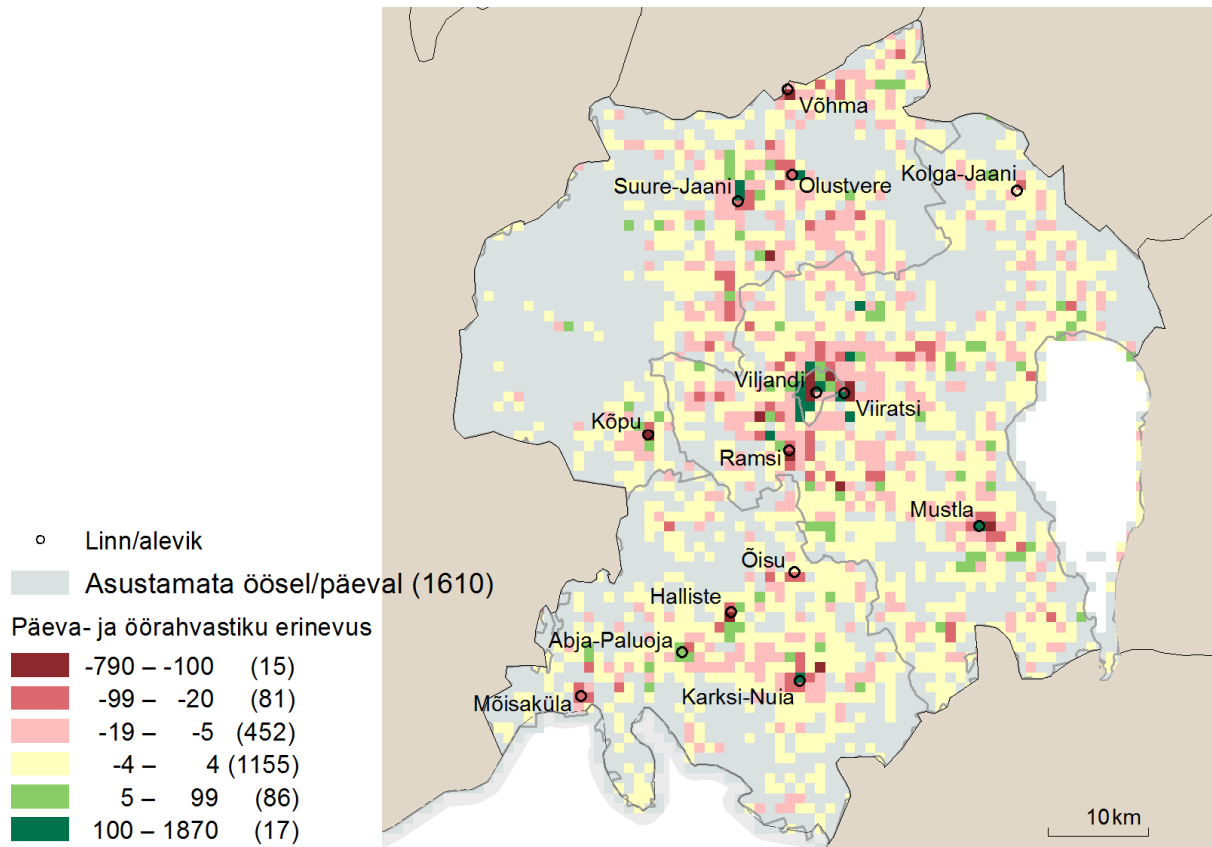 Võhma
Kolga-Jaani
Suure-Jaani
Olustvere
Viljandi
Viiratsi
Kõpu
Ramsi
Mustla
Õisu
Halliste
Abja-Paluoja
Mõisaküla
Karksi-Nuia
10 km
Linn/alevik
Asustamata öösel/päeval (1610)
Päeva- ja öörahvastiku erinevus
-790 – -100 (15)
-99 – -20 (81)
-19 – -5 (452)
-4 – 4 (1155)
5 – 99 (86)
100 – 1870 (17)